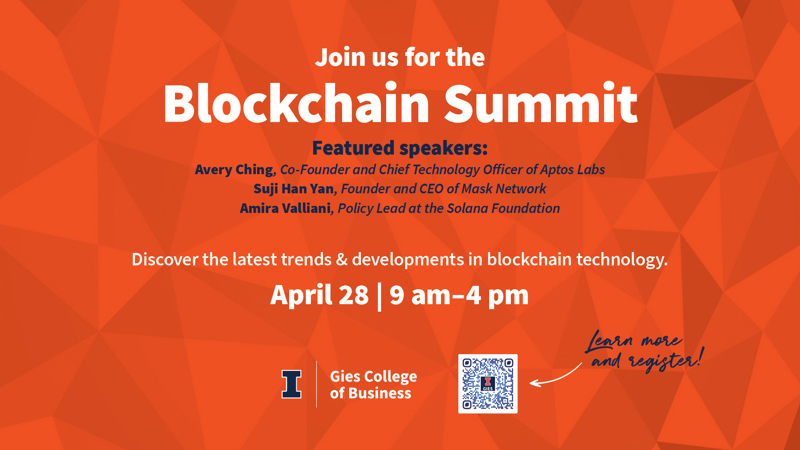 Join us for the
Blockchain Summit
Featured speakers:
Avery Ching, Co-Founder and Chief Technology Officer of Aptos Labs
Suji Han Yan, Founder and CEO of Mask Network
Amira Valliani, Policy Lead at the Solana Foundation
Discover the latest trends & developments in blockchain technology.
April 28 | 9 am–4 pm
Learn more
and register!
I
Gies College
of Business
GIES